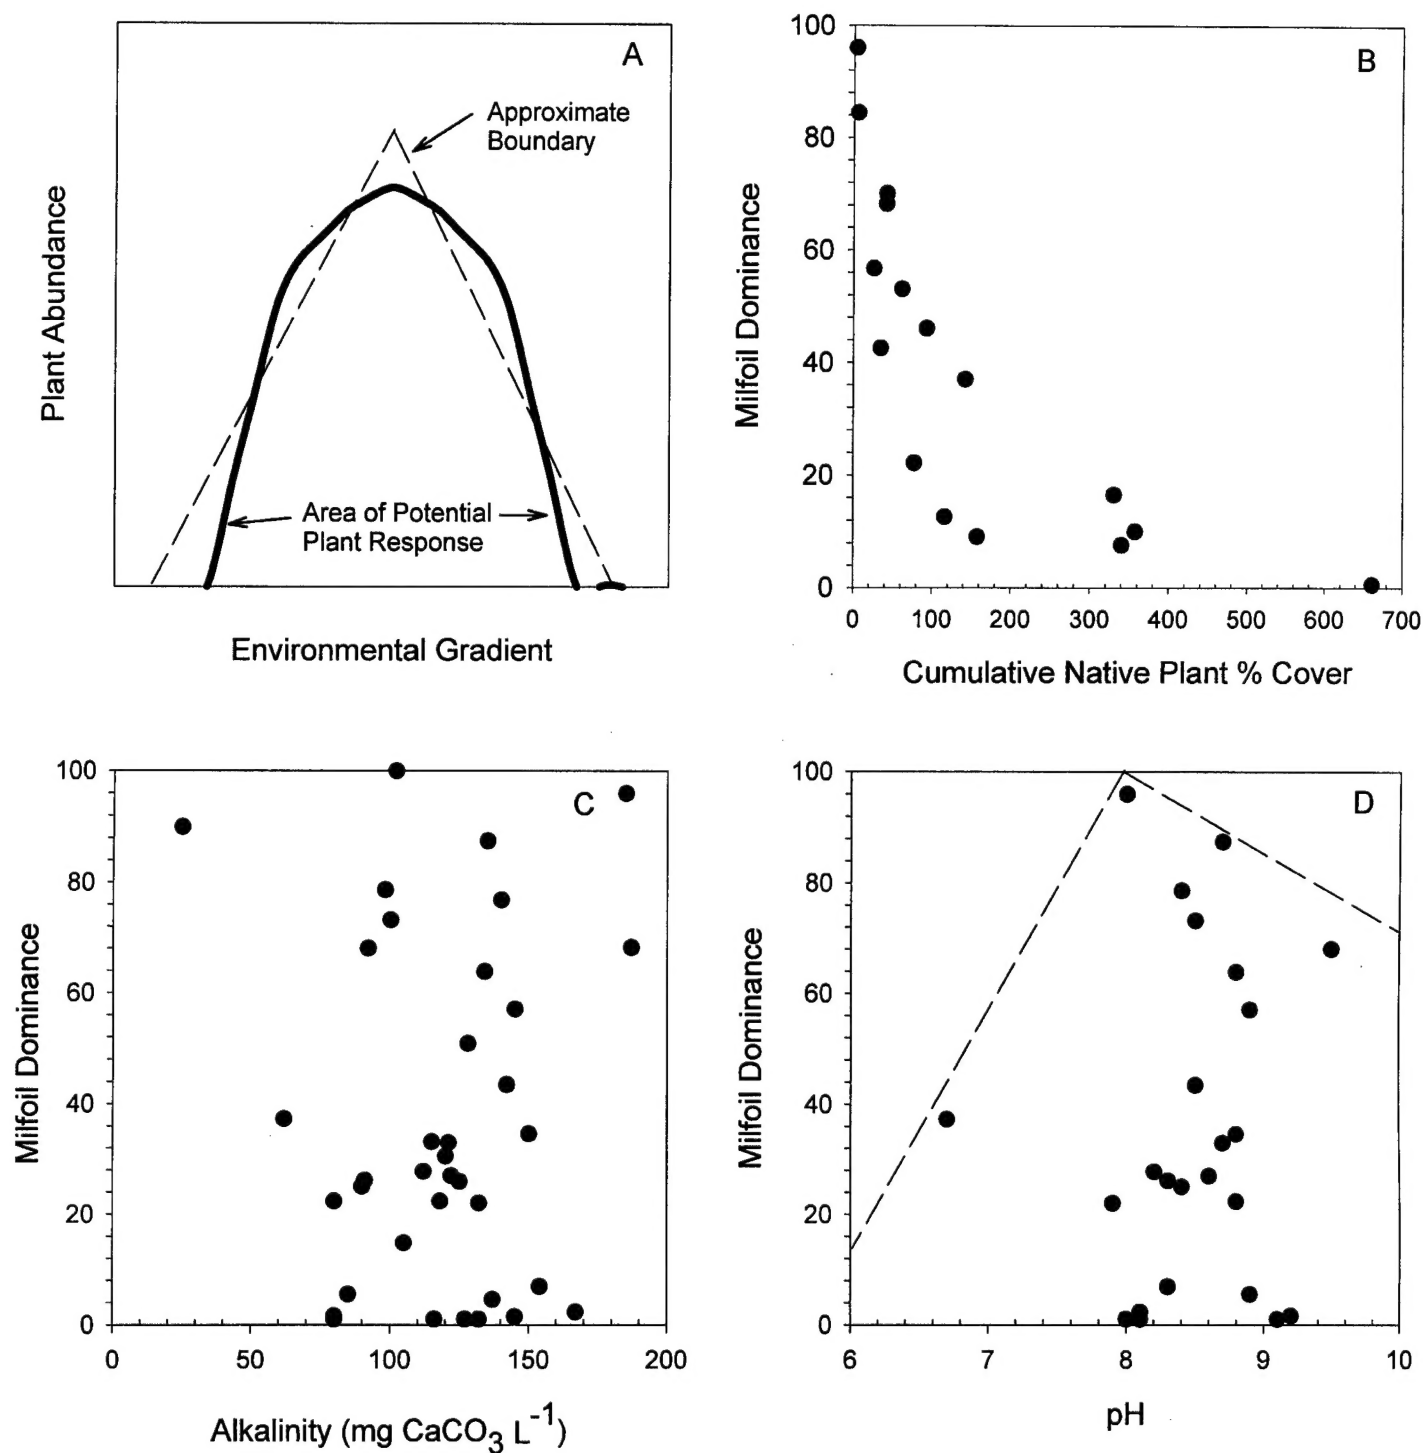 A
Approximate
Boundary
Plant Abundance
Area of Potential
Plant Response
Environmental Gradient
B
100
80
60
40
20
0
Milfoil Dominance
0 100 200 300 400 500 600 700
Cumulative Native Plant % Cover
C
100
80
60
40
20
0
Milfoil Dominance
0 50 100 150 200
Alkalinity (mg CaCO₃ L⁻¹)
D
100
80
60
40
20
0
Milfoil Dominance
6 7 8 9 10
pH